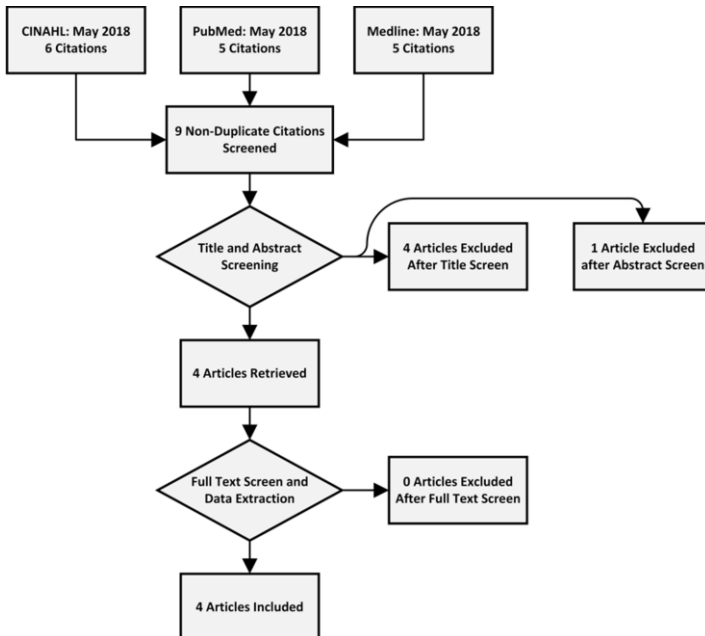 CINAHL: May 2018
6 Citations
PubMed: May 2018
5 Citations
Medline: May 2018
5 Citations
9 Non-Duplicate Citations
Screened
Title and Abstract
Screening
4 Articles Excluded
After Title Screen
1 Article Excluded
after Abstract Screen
4 Articles Retrieved
Full Text Screen and
Data Extraction
0 Articles Excluded
After Full Text Screen
4 Articles Included